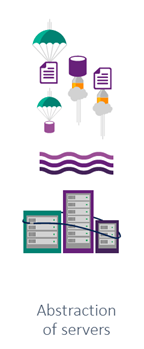 Abstraction
of servers